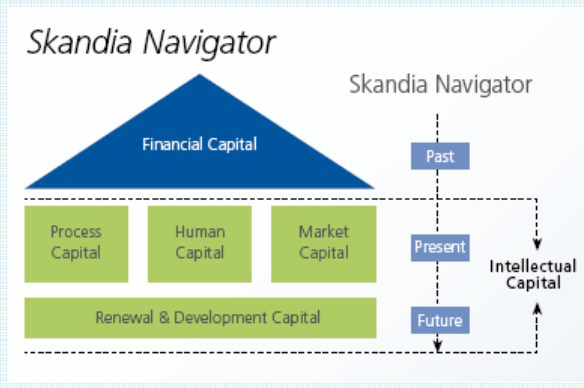 Skandia Navigator
Skandia Navigator
Financial Capital
Past
Process
Capital
Human
Capital
Market
Capital
Present
Intellectual
Capital
Renewal & Development Capital
Future